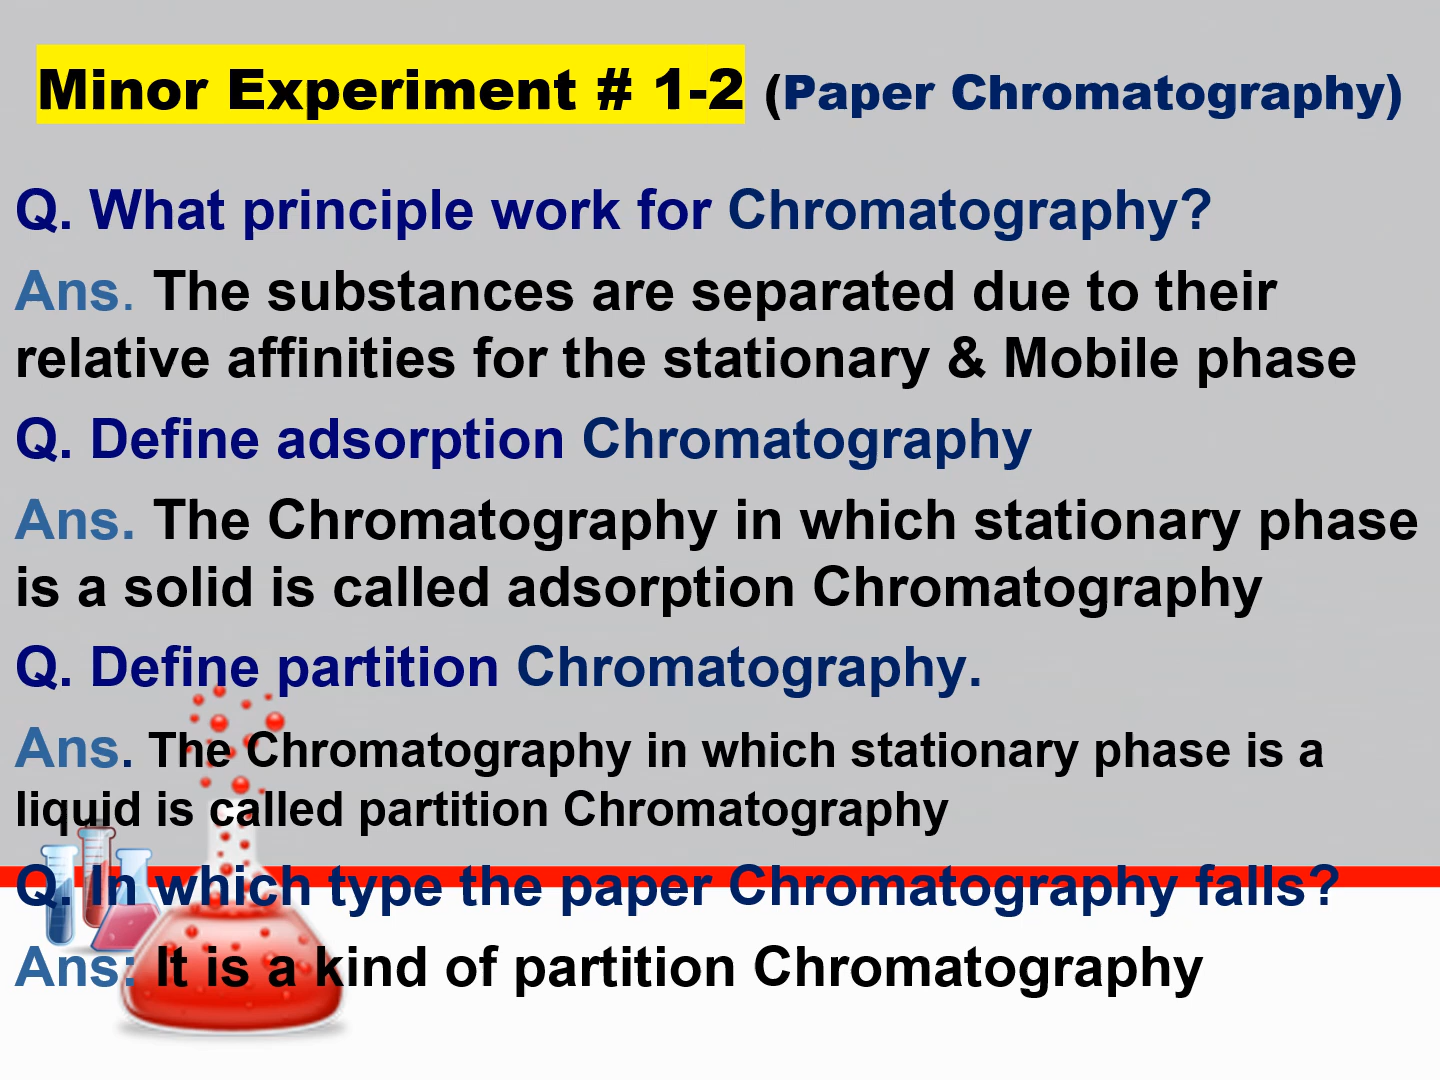 Minor Experiment # 1-2 (Paper Chromatography)
Q. What principle work for Chromatography?
Ans. The substances are separated due to their
relative affinities for the stationary & Mobile phase
Q. Define adsorption Chromatography
Ans. The Chromatography in which stationary phase
is a solid is called adsorption Chromatography
Q. Define partition Chromatography.
Ans. The Chromatography in which stationary phase is a
liquid is called partition Chromatography
Q. In which type the paper Chromatography falls?
Ans: It is a kind of partition Chromatography